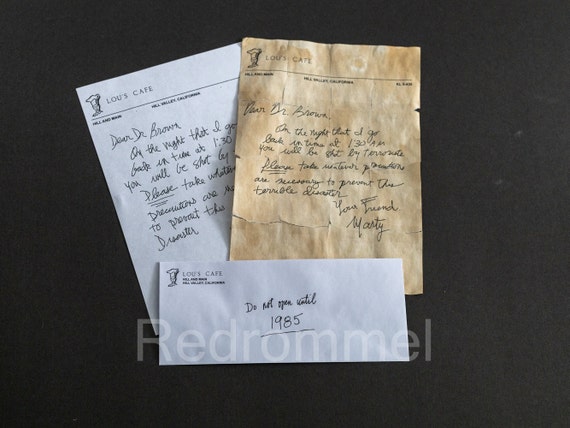 LOU'S CAFE
HILL AND MAIN
HILL VALLEY, CALIFORNIA
Dear Dr. Brown
On the night that I go
back in time at 1:30
you will be shot by
Please take whatever
precautions are
to prevent this
Disaster
LOU'S CAFE
HILL AND MAIN
HILL VALLEY, CALIFORNIA
Dear Dr. Brown,
On the night that I go
back in time at 1:30 AM
you will be shot by terrorists
Please take whatever precautions
are necessary to prevent this
terrible disaster
Your Friend
Marty
LOU'S CAFE
HILL AND MAIN
HILL VALLEY, CALIFORNIA
Do not open until
1985
Redrommel